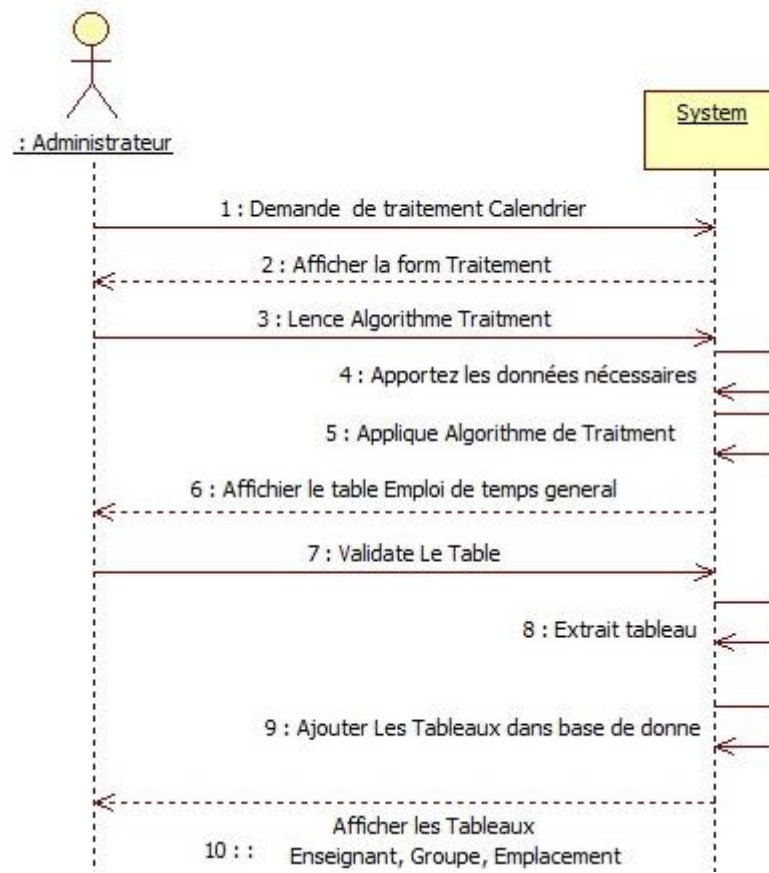 System
: Administrateur
1 : Demande de traitement Calendrier
2 : Afficher la form Traitement
3 : Lence Algorithme Traitment
4 : Apportez les données nécessaires
5 : Applique Algorithme de Traitment
6 : Affichier le table Emploi de temps general
7 : Validate Le Table
8 : Extrait tableau
9 : Ajouter Les Tableaux dans base de donne
Afficher les Tableaux
10 : : Enseignant, Groupe, Emplacement